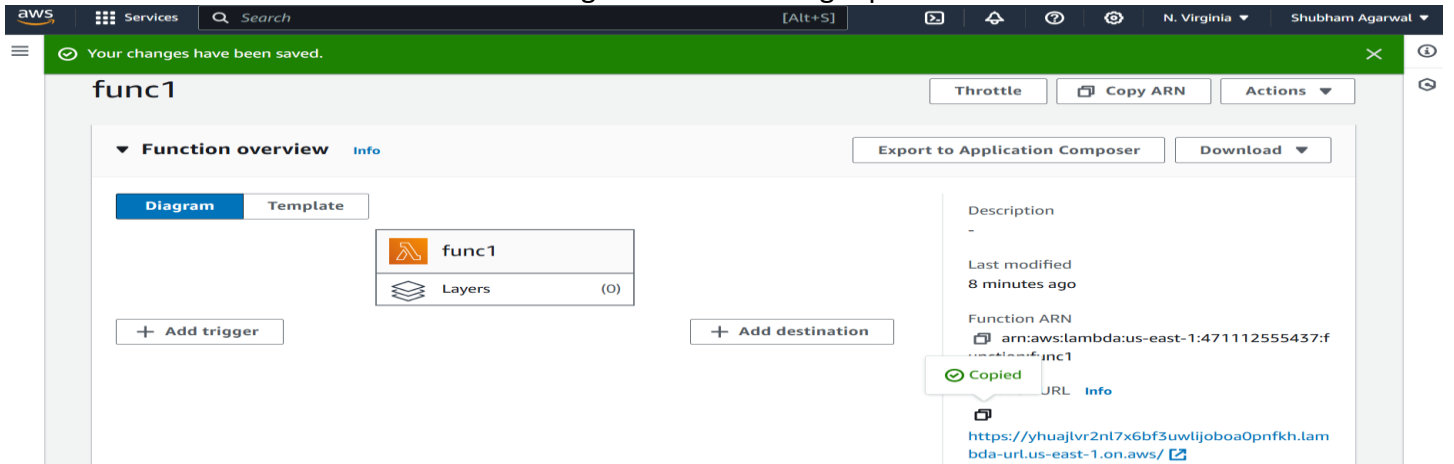 aws Services Search [Alt+S] N. Virginia ▼ Shubham Agarwal ▼
Your changes have been saved.
func1
Throttle Copy ARN Actions ▼
▼ Function overview Info
Export to Application Composer Download ▼
Diagram Template
func1
Layers (0)
+ Add trigger
+ Add destination
Description
-
Last modified
8 minutes ago
Function ARN
arn:aws:lambda:us-east-1:471112555437:f
func1
Copied
URL Info
https://yhuajlvr2nl7x6bf3uwlijoboa0pnfkh.lam
bda-url.us-east-1.on.aws/